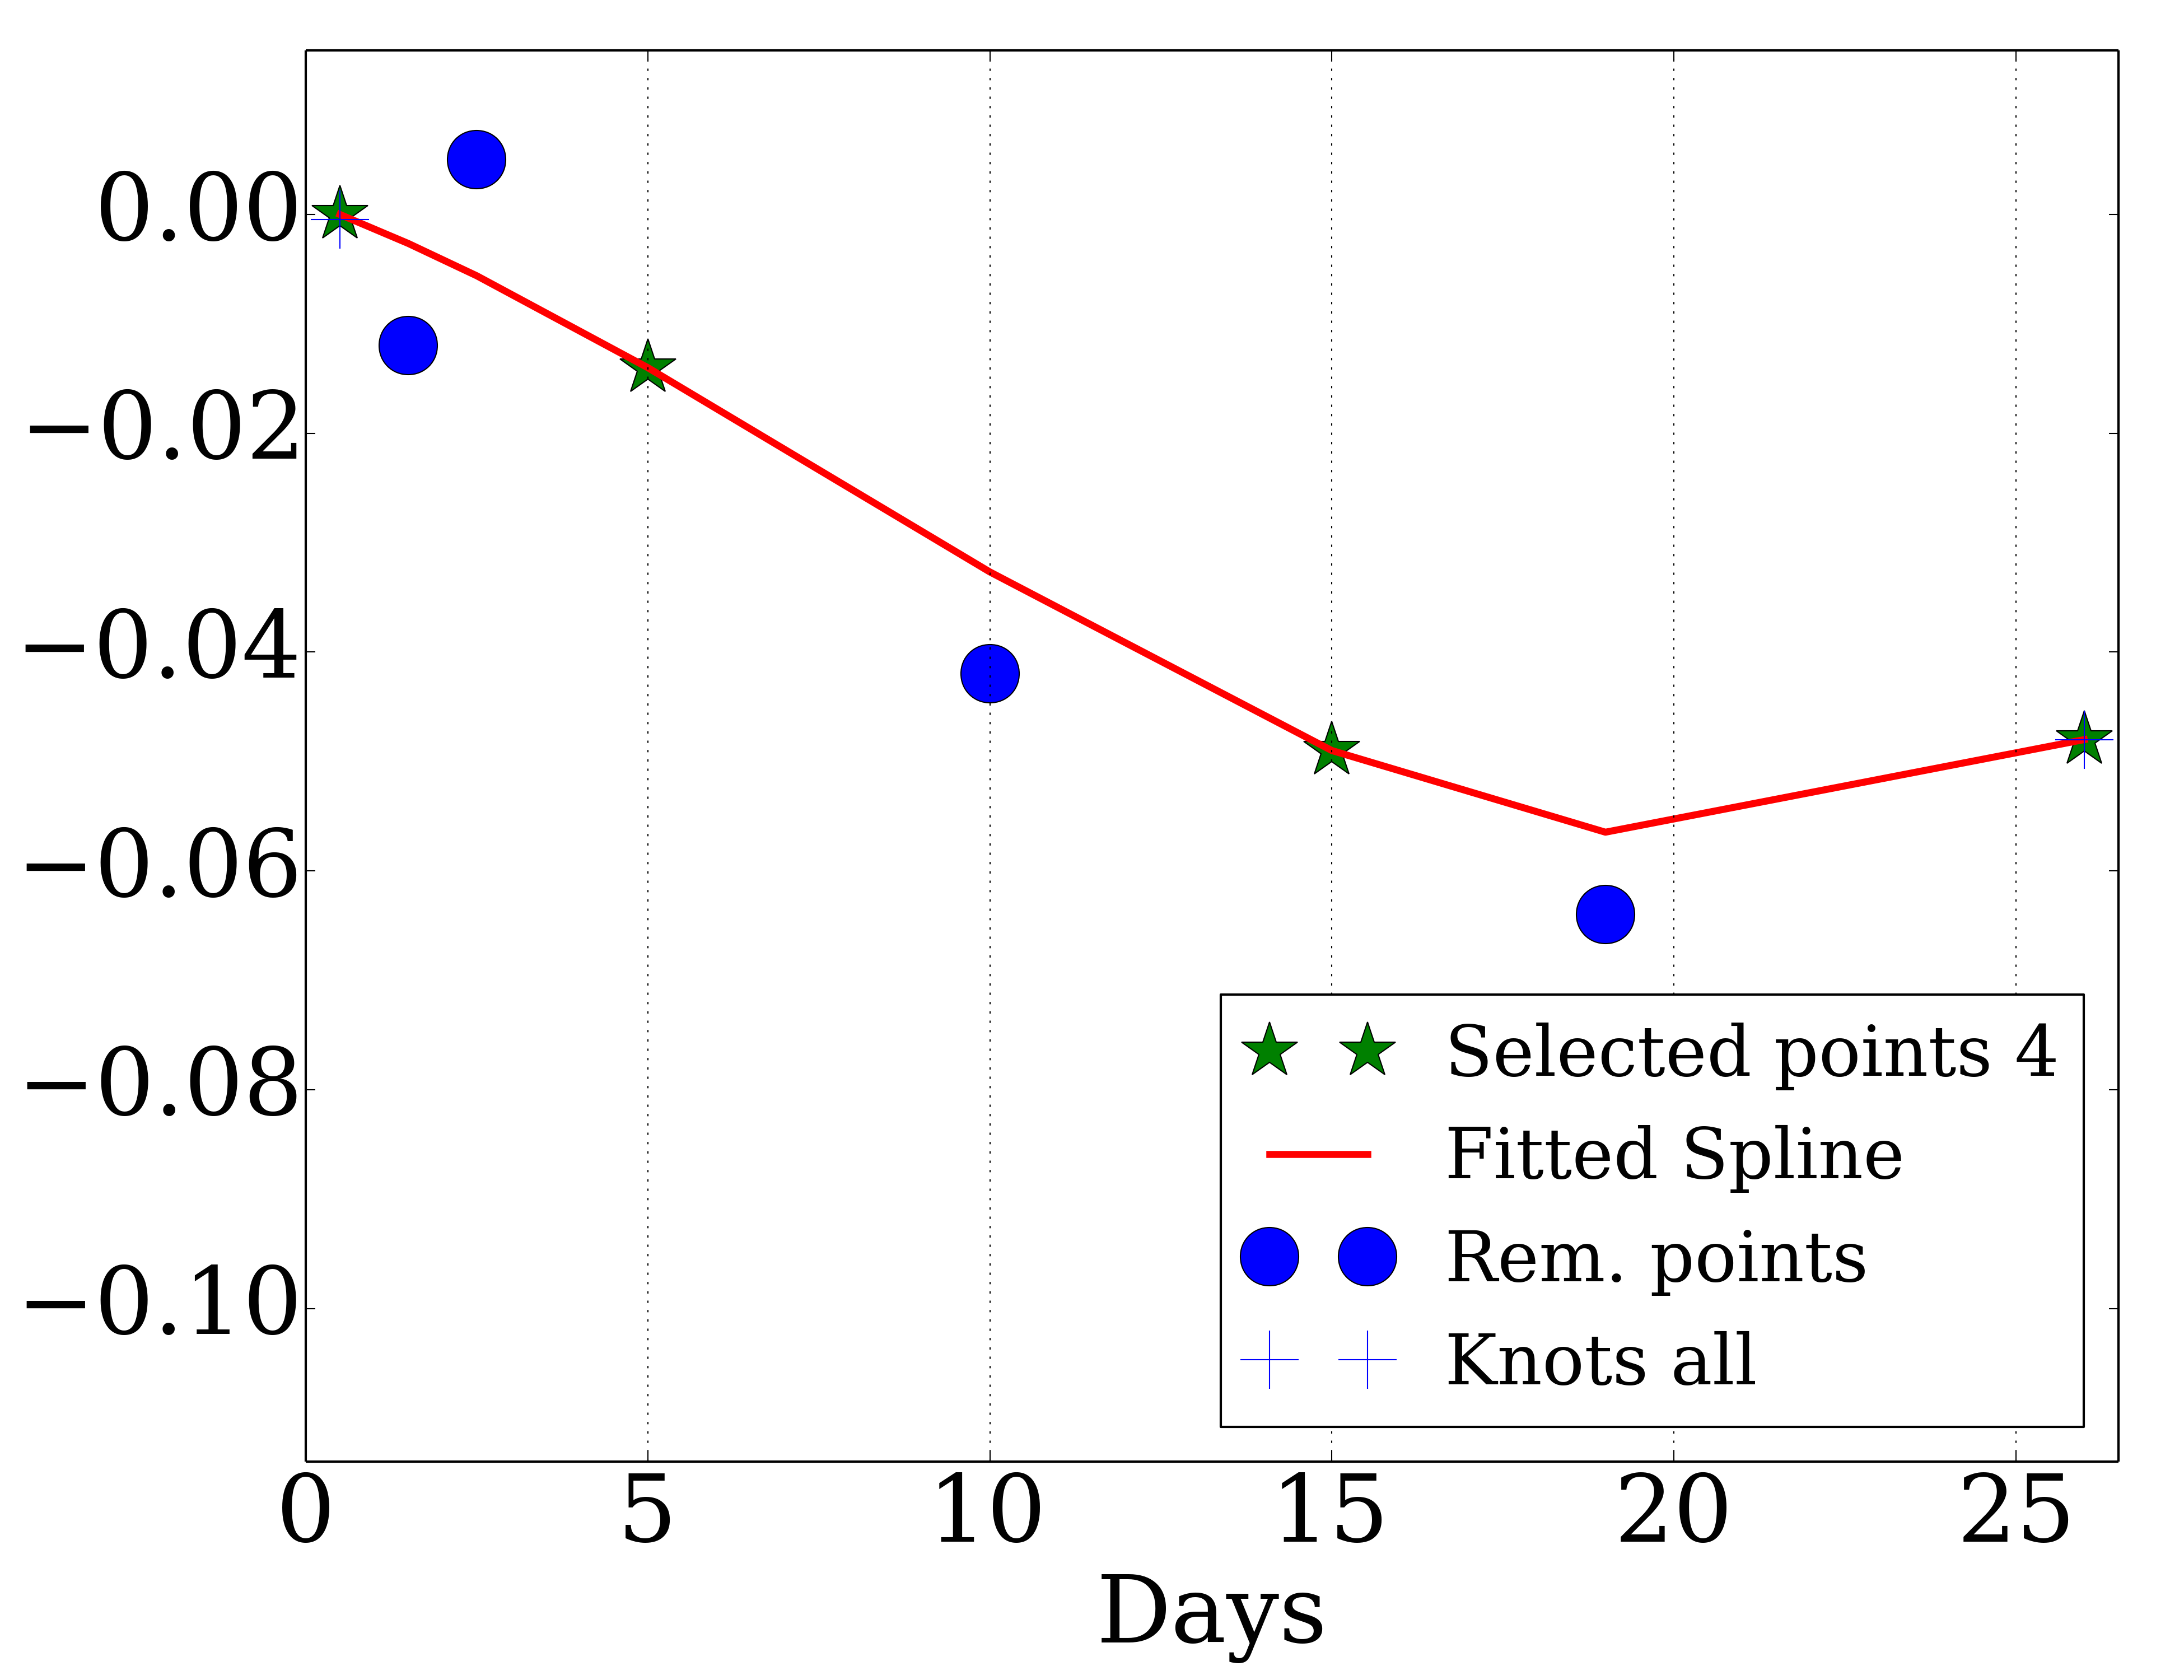 0.00
−0.02
−0.04
−0.06
−0.08
−0.10
Selected points 4
Fitted Spline
Rem. points
Knots all
0 5 10 15 20 25
Days